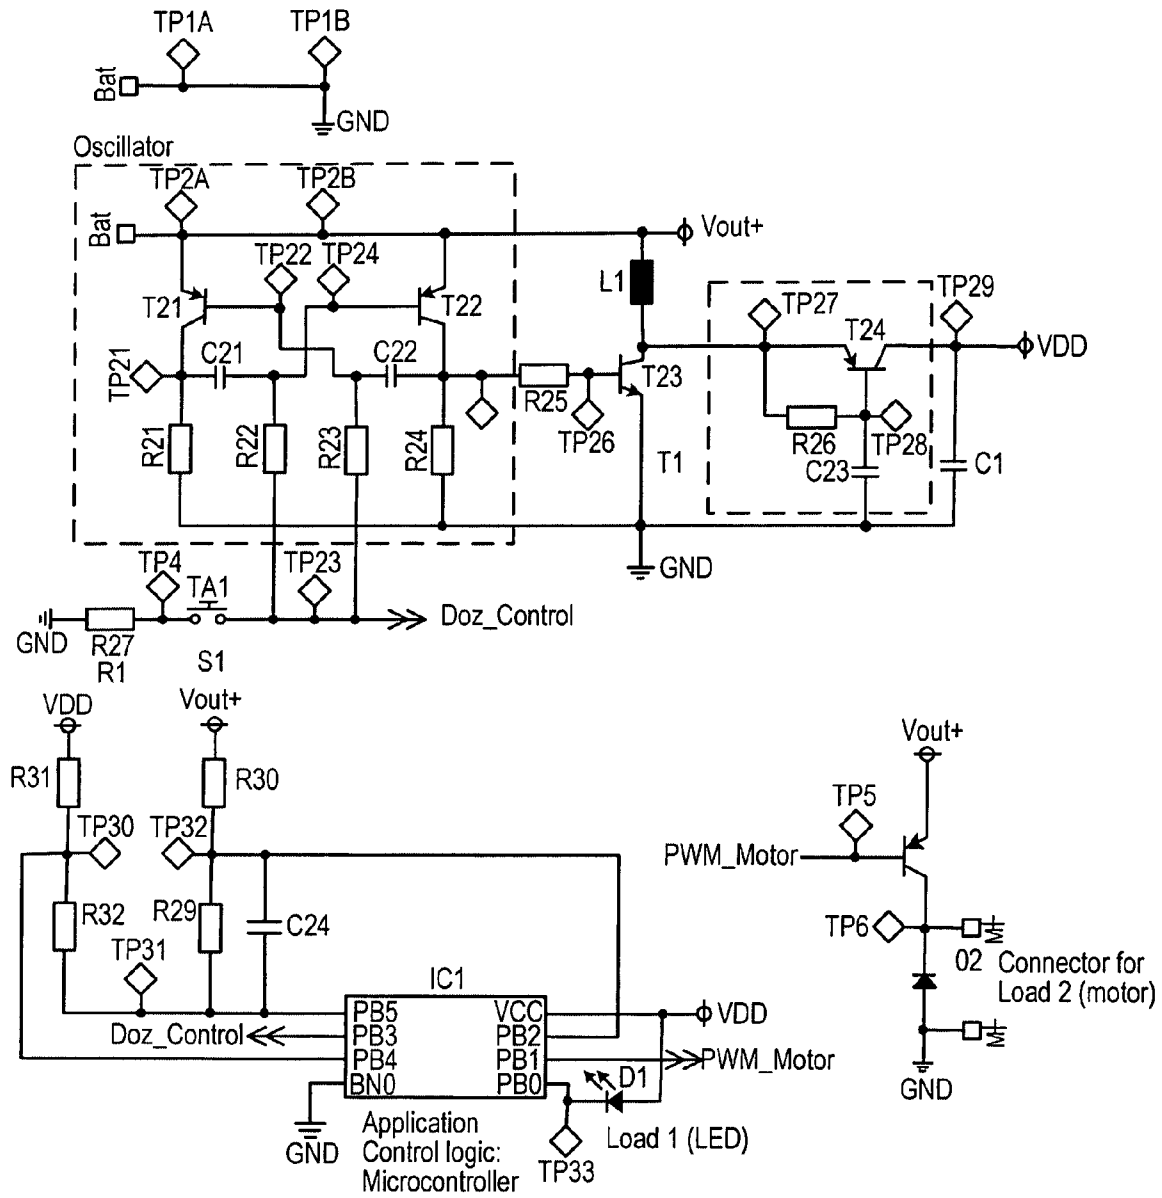 TP1A TP1B
Bat
GND
Oscillator
TP2A TP2B
Bat
Vout+
TP22 TP24
L1
TP27
TP29
T21
T22
T24
VDD
TP21
C21
C22
T23
R25
R21
R22
R23
R24
TP26
R26
TP28
T1
C23
C1
GND
TP4
TA1
TP23
Doz_Control
GND
R27
R1
S1
VDD
Vout+
Vout+
R31
R30
TP5
TP30
TP32
PWM_Motor
R32
R29
C24
TP6
M
TP31
02
Connector for
Load 2 (motor)
IC1
PB5
VCC
VDD
Doz_Control
PB3
PB2
M
PB4
PB1
PWM_Motor
BN0
PB0
D1
GND
GND
Application
Control logic:
Microcontroller
Load 1 (LED)
TP33